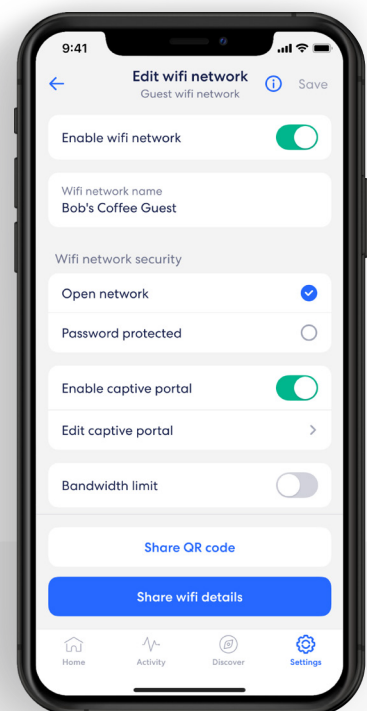 9:41
Edit wifi network
Save
Guest wifi network
Enable wifi network
Wifi network name
Bob's Coffee Guest
Wifi network security
Open network
Password protected
Enable captive portal
Edit captive portal
Bandwidth limit
Share QR code
Share wifi details
Home
Activity
Discover
Settings